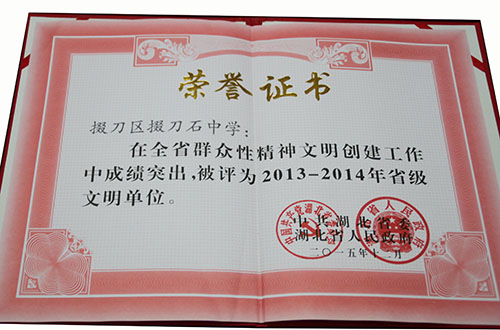 荣誉证书
掇刀区掇刀石中学：
在全省群众性精神文明创建工作
中成绩突出，被评为2013-2014年省级
文明单位。
中共湖北省委
湖北省人民政府
二〇一五年十二月